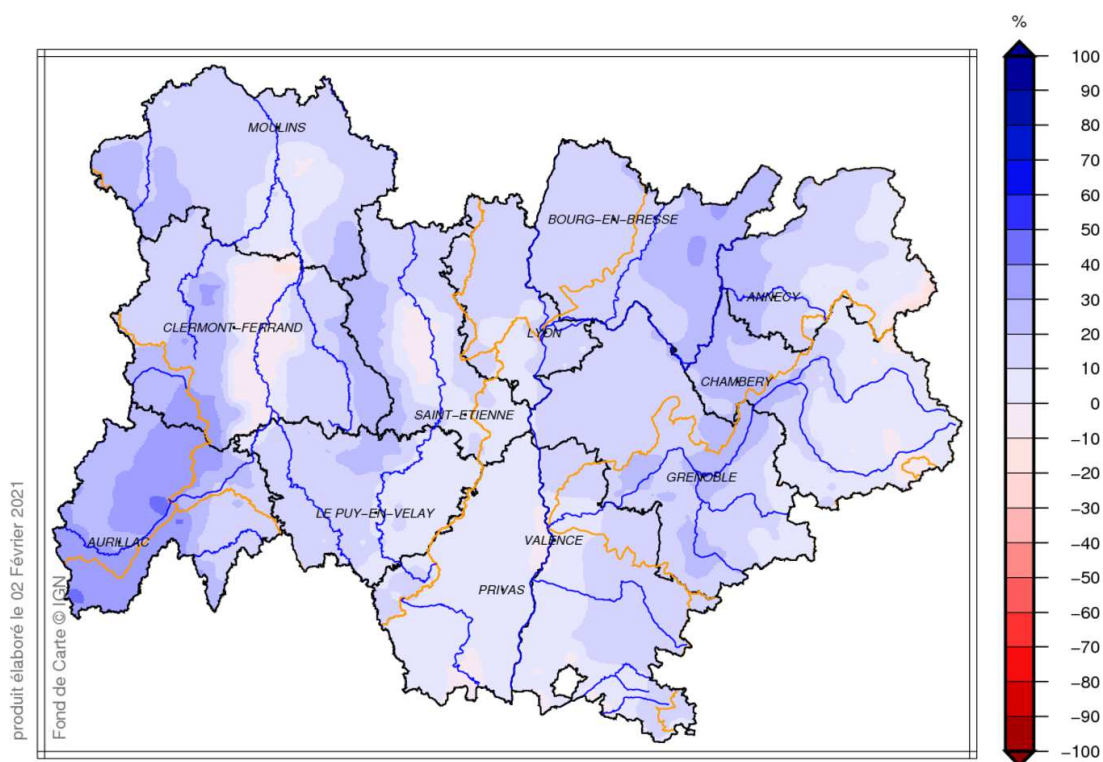 %
100
90
80
70
60
50
40
30
20
10
0
−10
−20
−30
−40
−50
−60
−70
−80
−90
−100
MOULINS
BOURG−EN−BRESSE
ANNECY
CLERMONT−FERRAND
LYON
CHAMBERY
SAINT−ETIENNE
GRENOBLE
LE PUY−EN−VELAY
AURILLAC
VALENCE
PRIVAS
produit élaboré le 02 Février 2021
Fond de Carte © IGN